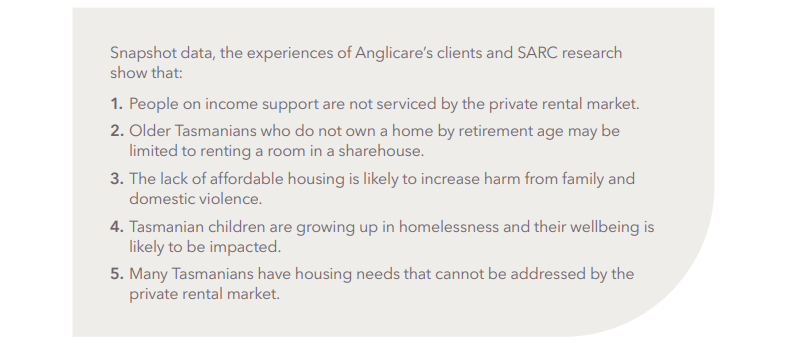 Snapshot data, the experiences of Anglicare's clients and SARC research
show that:
1. People on income support are not serviced by the private rental market.
2. Older Tasmanians who do not own a home by retirement age may be
limited to renting a room in a sharehouse.
3. The lack of affordable housing is likely to increase harm from family and
domestic violence.
4. Tasmanian children are growing up in homelessness and their wellbeing is
likely to be impacted.
5. Many Tasmanians have housing needs that cannot be addressed by the
private rental market.